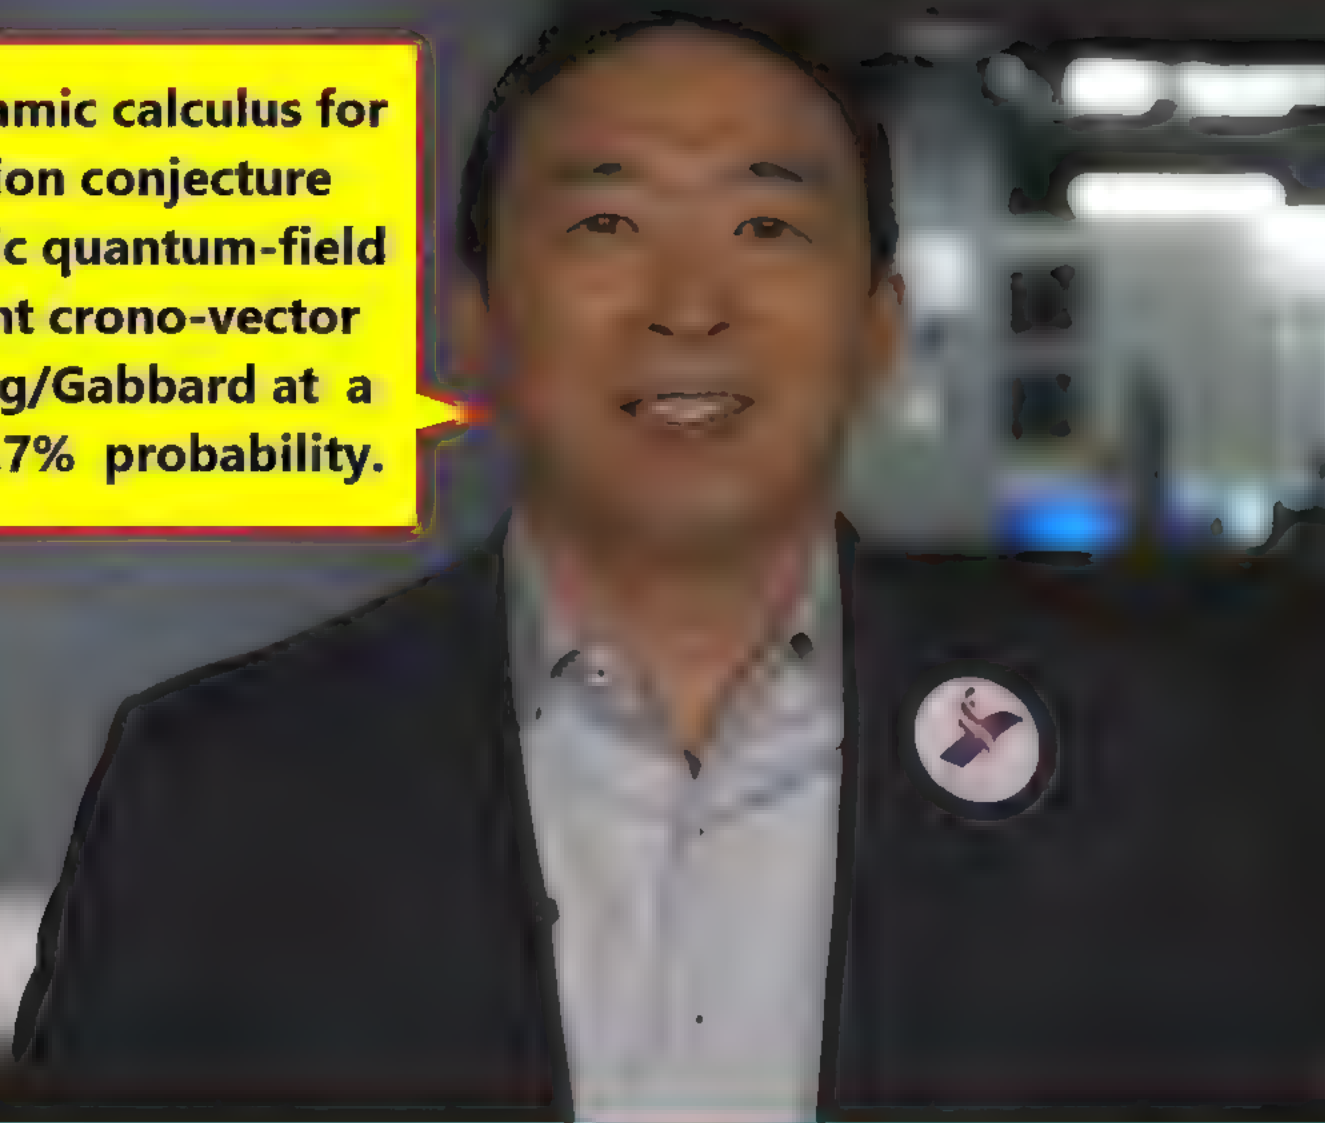 amic calculus for
ion conjecture
ic quantum-field
nt crono-vector
g/Gabbard at a
.7% probability.